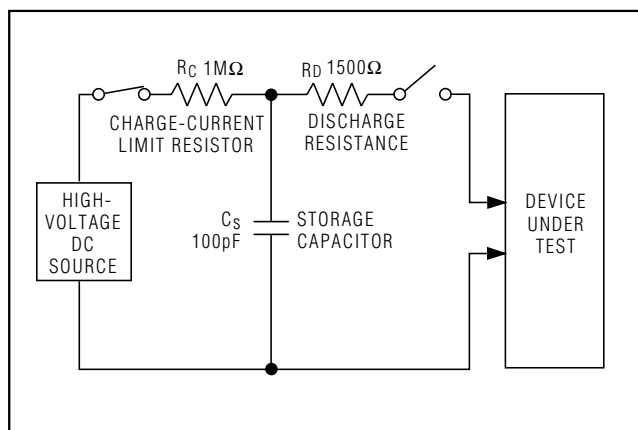 RC 1MΩ
CHARGE-CURRENT
LIMIT RESISTOR
RD 1500Ω
DISCHARGE
RESISTANCE
HIGH-
VOLTAGE
DC
SOURCE
CS
100pF
STORAGE
CAPACITOR
DEVICE
UNDER
TEST